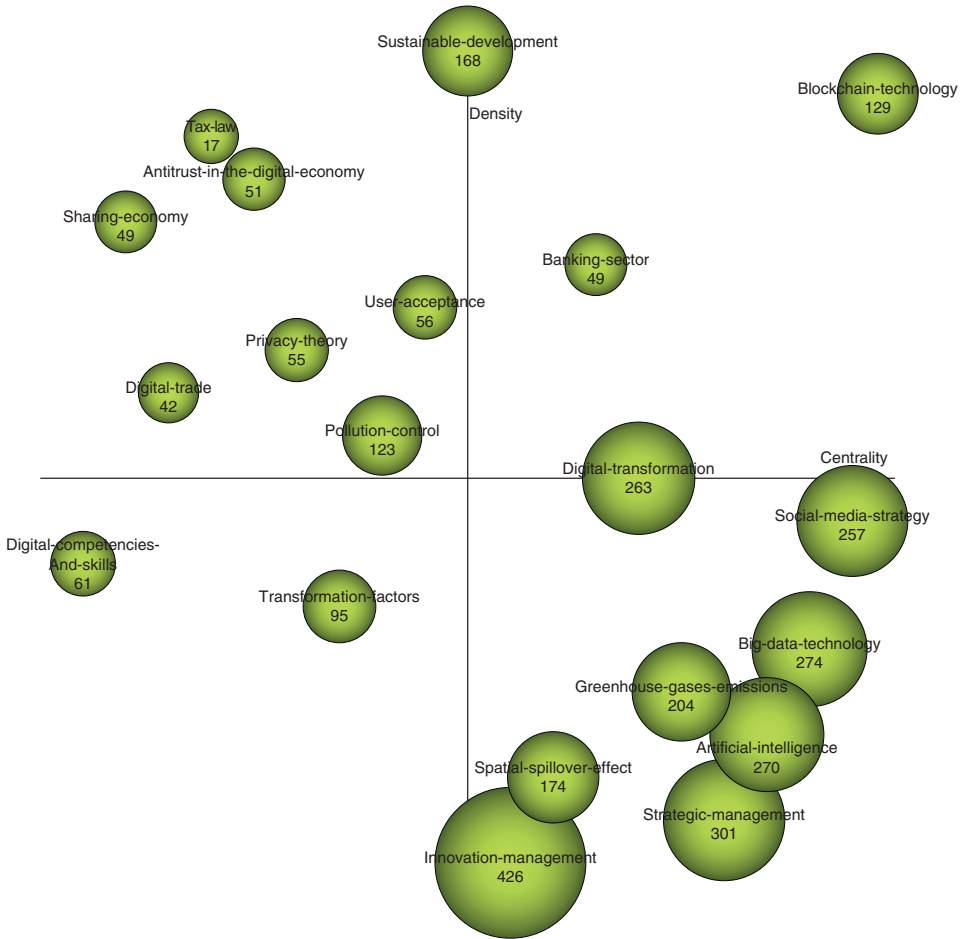 Sustainable-development
168
Blockchain-technology
129
Density
Tax-law
17
Antitrust-in-the-digital-economy
51
Sharing-economy
49
Banking-sector
49
User-acceptance
56
Privacy-theory
55
Digital-trade
42
Pollution-control
123
Centrality
Digital-transformation
263
Social-media-strategy
257
Digital-competencies-
And-skills
61
Transformation-factors
95
Big-data-technology
274
Greenhouse-gases-emissions
204
Artificial-intelligence
270
Spatial-spillover-effect
174
Strategic-management
301
Innovation-management
426